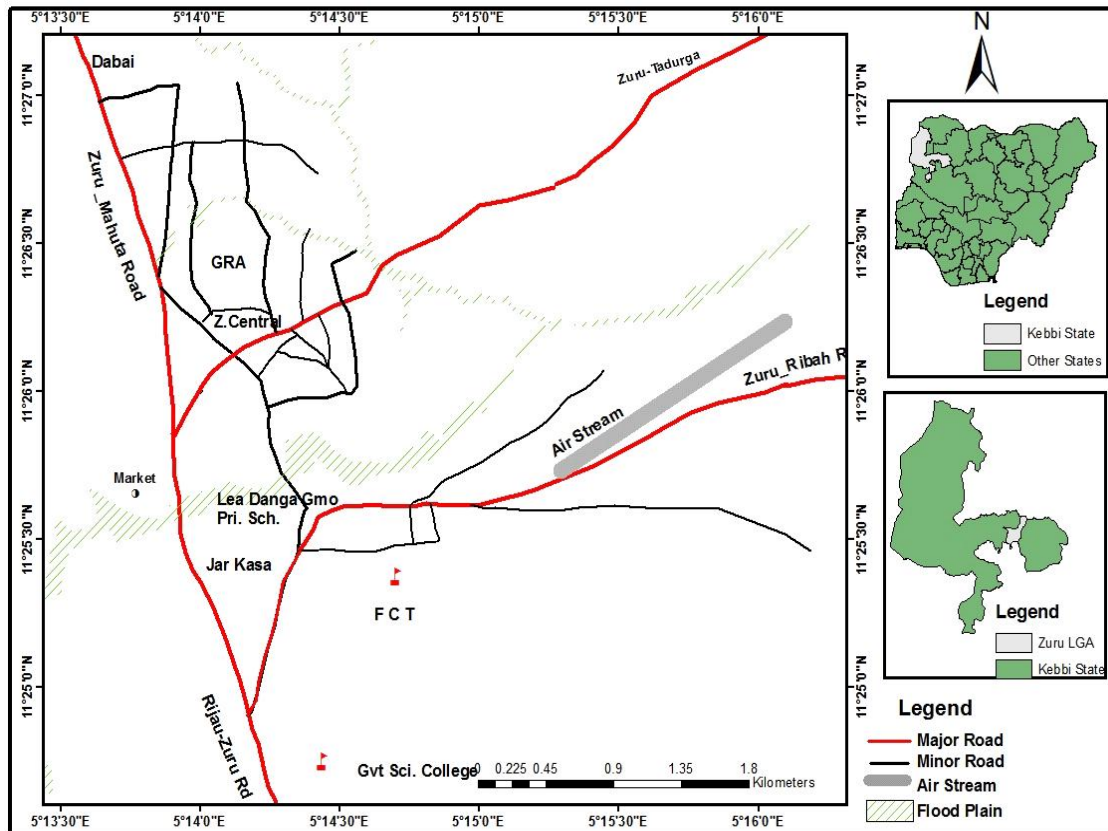 5°13'30"E 5°14'0"E 5°14'30"E 5°15'0"E 5°15'30"E 5°16'0"E
N
Dabai
Zuru-Tadurga
11°27'0"N
11°27'0"N
Zuru _Mahuta Road
11°26'30"N
11°26'30"N
GRA
Z.Central
Legend
Kebbi State
Other States
Zuru_Ribah R
11°26'0"N
11°26'0"N
Air Stream
Market
Lea Danga Gmo
Pri. Sch.
11°25'30"N
11°25'30"N
Jar Kasa
F C T
Legend
Zuru LGA
Kebbi State
11°25'0"N
11°25'0"N
Rijau-Zuru Rd
Gvt Sci. College
0 0.225 0.45 0.9 1.35 1.8
Kilometers
Legend
Major Road
Minor Road
Air Stream
Flood Plain
5°13'30"E 5°14'0"E 5°14'30"E 5°15'0"E 5°15'30"E 5°16'0"E